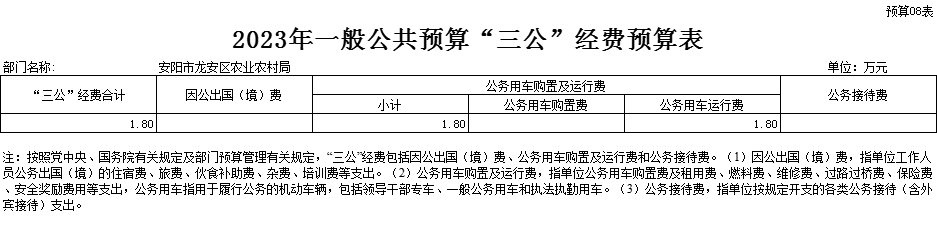 预算08表
2023年一般公共预算“三公”经费预算表
部门名称: 安阳市龙安区农业农村局 单位：万元
“三公”经费合计 因公出国（境）费 公务用车购置及运行费 公务接待费
小计 公务用车购置费 公务用车运行费
1.80 1.80 1.80
注：按照党中央、国务院有关规定及部门预算管理有关规定，“三公”经费包括因公出国（境）费、公务用车购置及运行费和公务接待费。（1）因公出国（境）费，指单位工作人
员公务出国（境）的住宿费、旅费、伙食补助费、杂费、培训费等支出。（2）公务用车购置及运行费，指单位公务用车购置费及租用费、燃料费、维修费、过路过桥费、保险费
、安全奖励费用等支出，公务用车指用于履行公务的机动车辆，包括领导干部专车、一般公务用车和执法执勤用车。（3）公务接待费，指单位按规定开支的各类公务接待（含外
宾接待）支出。